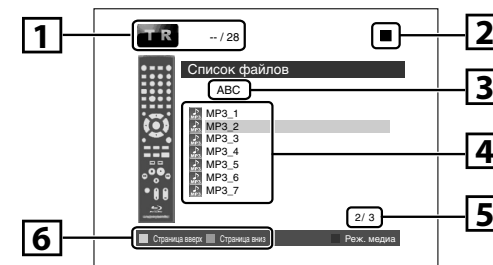 1
TR -- / 28
2
Список файлов
3
ABC
MP3_1
MP3_2
MP3_3
MP3_4
MP3_5
MP3_6
MP3_7
4
2/ 3
5
6
Страница вверх Страница вниз Реж. медиа